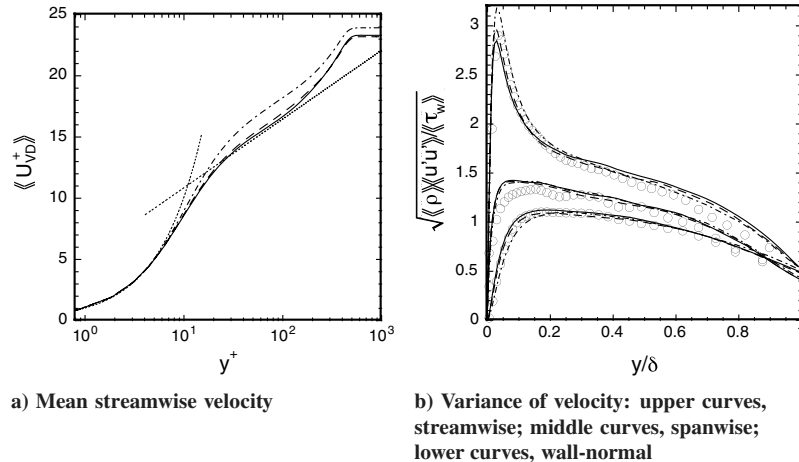 25
20
15
10
5
0
10⁰ 10¹ 10² 10³
y⁺
⟪U⁺VD⟫
a) Mean streamwise velocity
3
2.5
2
1.5
1
0.5
0
0 0.2 0.4 0.6 0.8 1
y/δ
√⟪ρ⟫⟪u'u'⟫/⟪τw⟫
b) Variance of velocity: upper curves,
streamwise; middle curves, spanwise;
lower curves, wall-normal